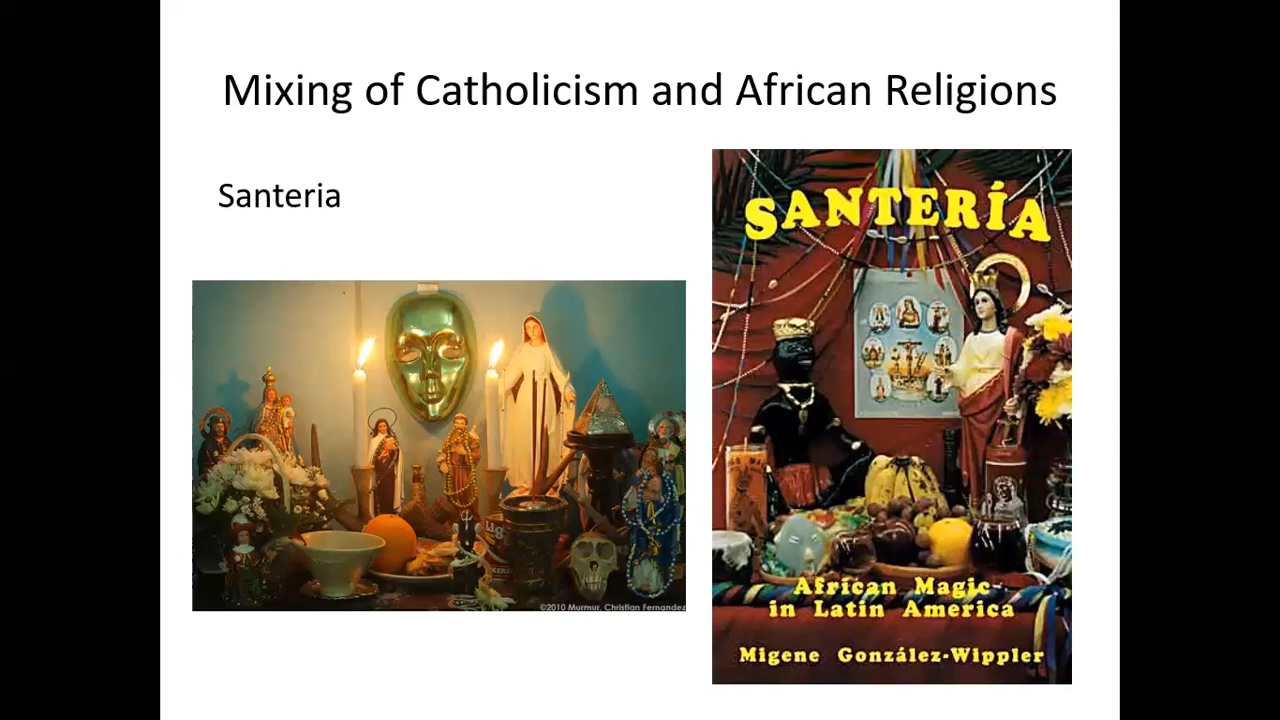 Mixing of Catholicism and African Religions
Santeria
©2010 Murmur, Christian Fernandez
SANTERÍA
African Magic
in Latin America
Migene González-Wippler